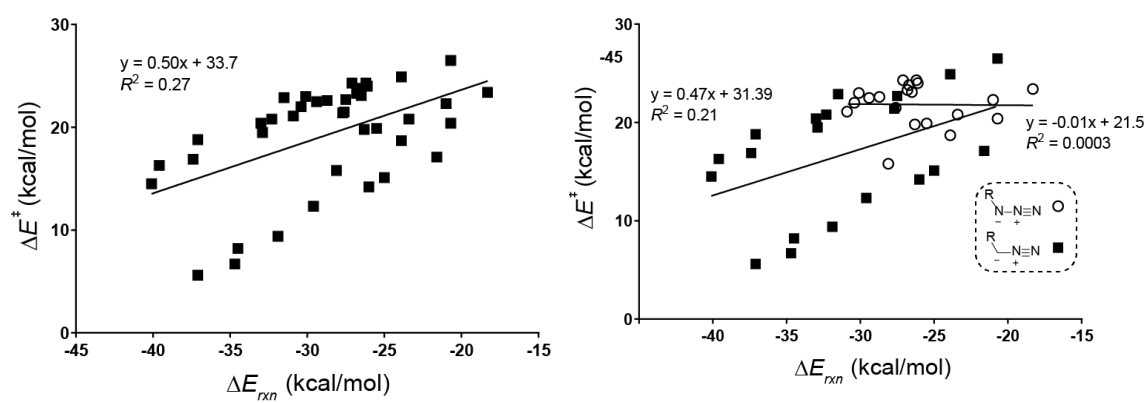 30
20
10
0
-45
-40
-35
-30
-25
-20
-15
y = 0.50x + 33.7
R² = 0.27
ΔE‡ (kcal/mol)
ΔErxn (kcal/mol)
30
-45
20
10
0
-40
-35
-30
-25
-20
-15
y = 0.47x + 31.39
R² = 0.21
y = -0.01x + 21.5
R² = 0.0003
R
N–N≡N
− +
R
–N≡N
− +
ΔE‡ (kcal/mol)
ΔErxn (kcal/mol)